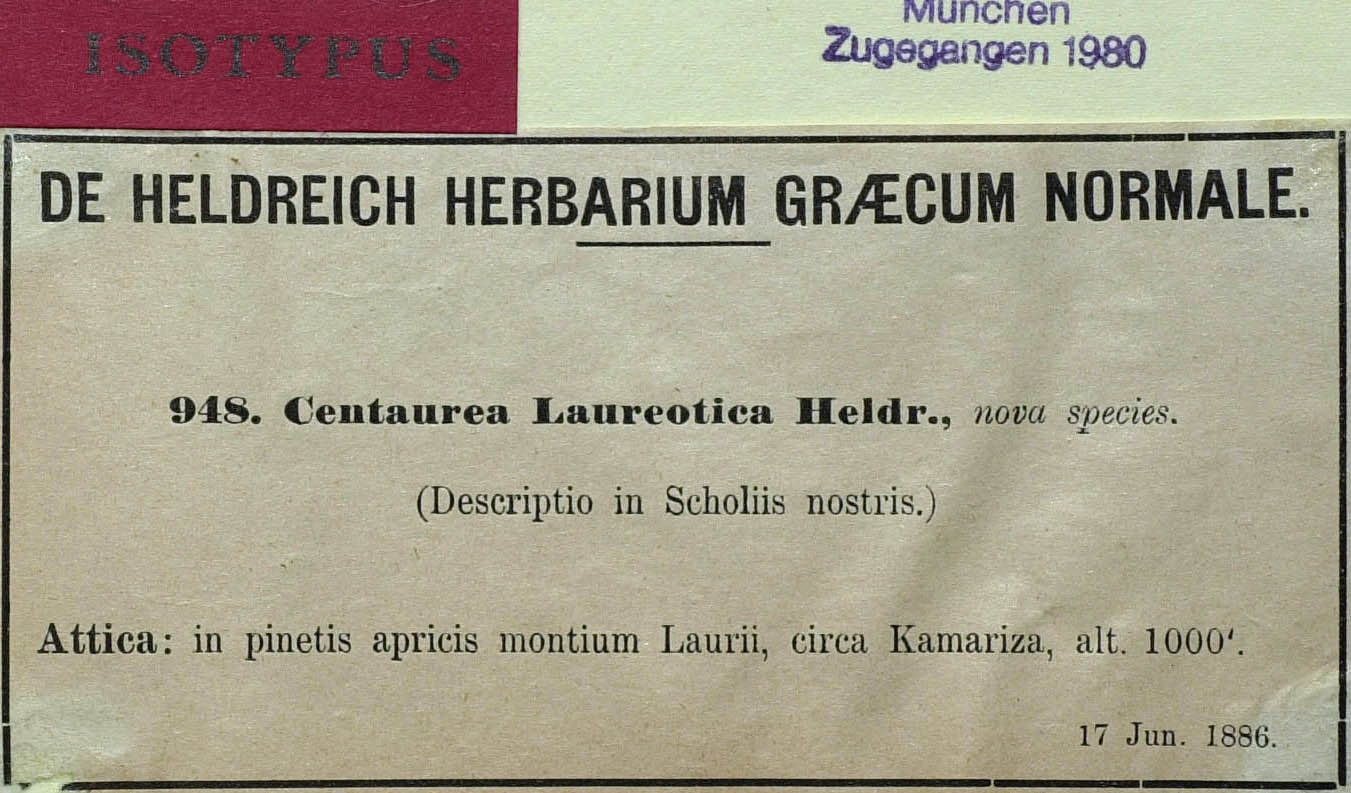 ISOTYPUS
München
Zugegangen 1980
DE HELDREICH HERBARIUM GRÆCUM NORMALE.
948. Centaurea Laureotica Heldr., nova species.
(Descriptio in Scholiis nostris.)
Attica: in pinetis apricis montium Laurii, circa Kamariza, alt. 1000'.
17 Jun. 1886.